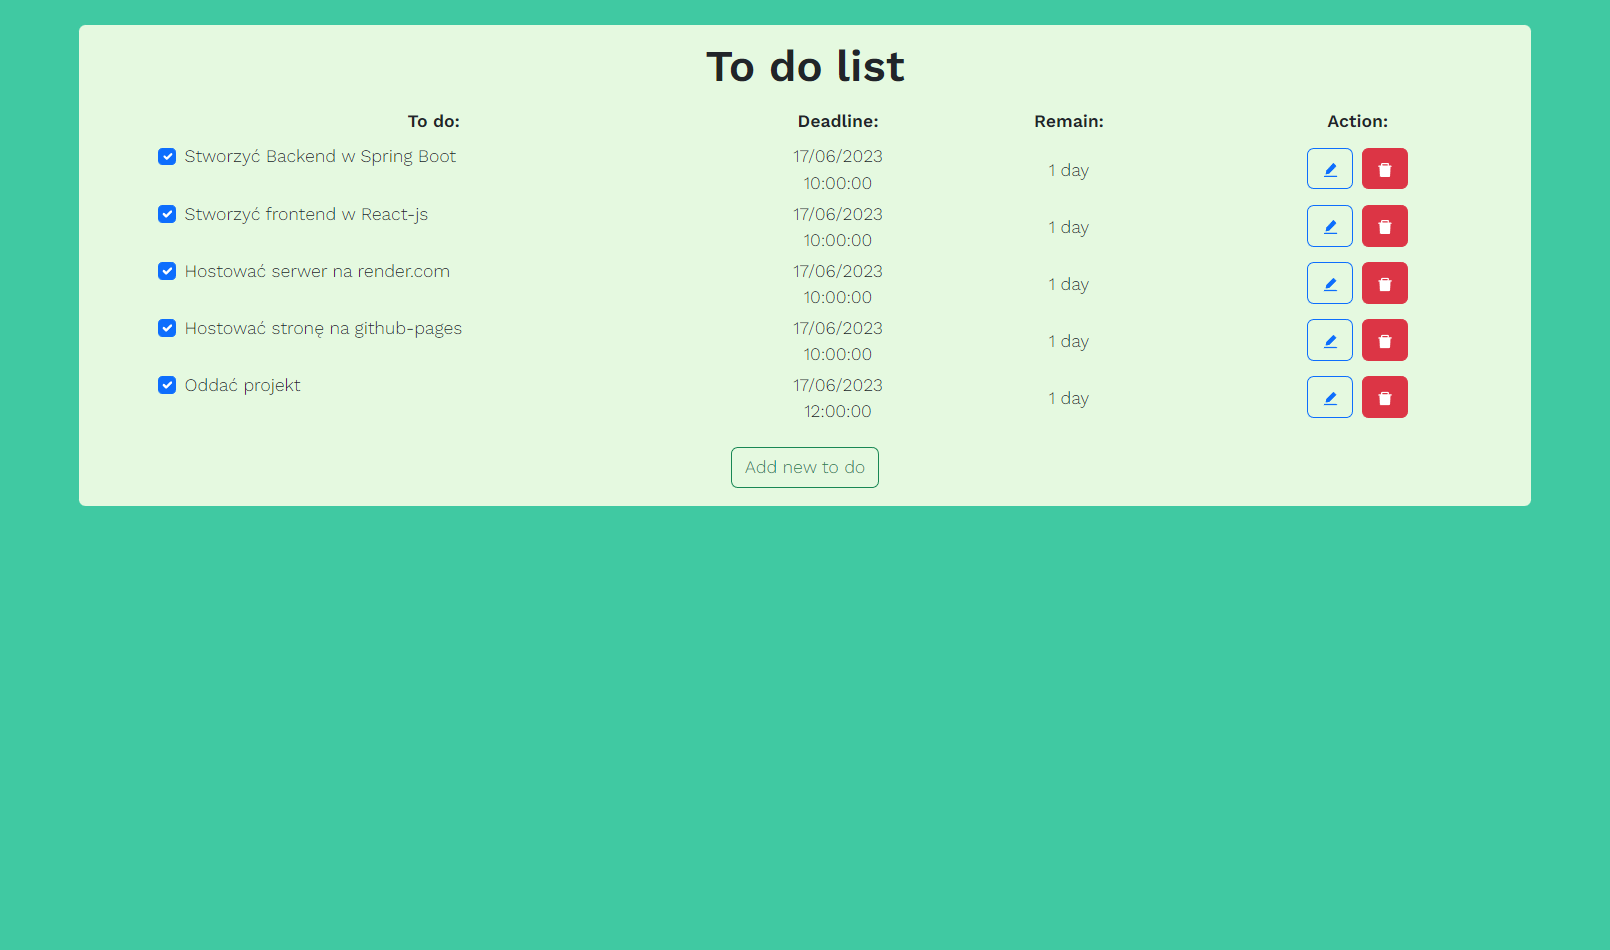 To do list
To do: Deadline: Remain: Action:
Stworzyć Backend w Spring Boot 17/06/2023 10:00:00 1 day
Stworzyć frontend w React-js 17/06/2023 10:00:00 1 day
Hostować serwer na render.com 17/06/2023 10:00:00 1 day
Hostować stronę na github-pages 17/06/2023 10:00:00 1 day
Oddać projekt 17/06/2023 12:00:00 1 day
Add new to do